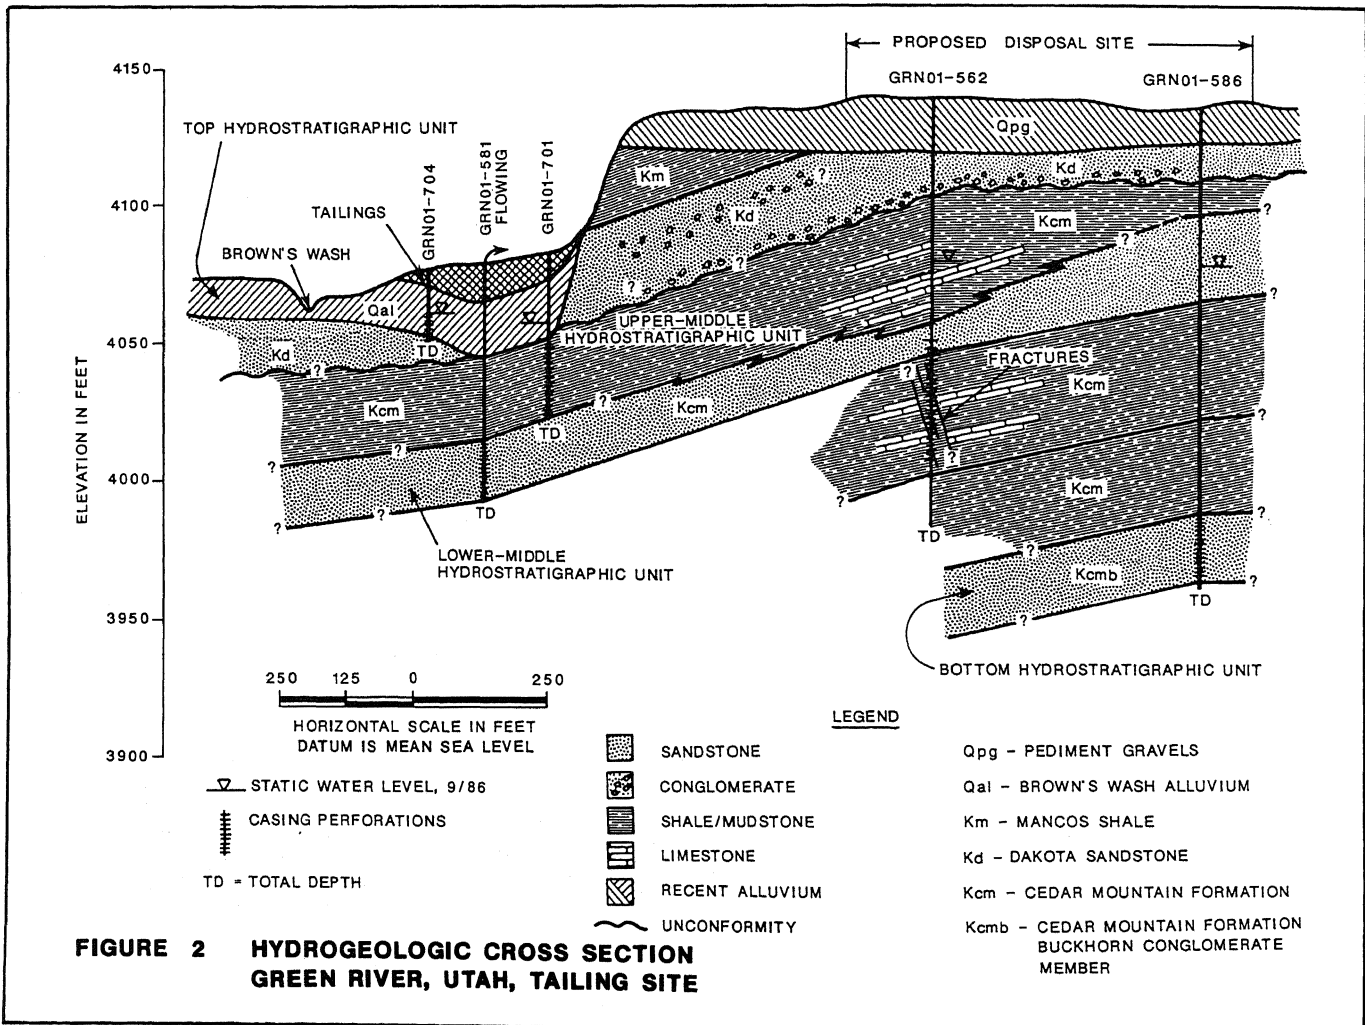 PROPOSED DISPOSAL SITE
4150
GRN01-562
GRN01-586
TOP HYDROSTRATIGRAPHIC UNIT
Qpg
GRN01-704
GRN01-581
FLOWING
GRN01-701
Km
Kd
?
4100
TAILINGS
Kd
Kcm
?
?
BROWN'S WASH
?
?
Qal
UPPER-MIDDLE
HYDROSTRATIGRAPHIC UNIT
?
4050
TD
Kd
?
FRACTURES
?
Kcm
ELEVATION IN FEET
Kcm
?
Kcm
?
TD
?
?
?
4000
?
Kcm
?
?
?
TD
?
TD
LOWER-MIDDLE
HYDROSTRATIGRAPHIC UNIT
?
Kcmb
?
TD
3950
?
BOTTOM HYDROSTRATIGRAPHIC UNIT
250 125 0 250
HORIZONTAL SCALE IN FEET
DATUM IS MEAN SEA LEVEL
3900
STATIC WATER LEVEL, 9/86
CASING PERFORATIONS
TD = TOTAL DEPTH
LEGEND
SANDSTONE
CONGLOMERATE
SHALE/MUDSTONE
LIMESTONE
RECENT ALLUVIUM
UNCONFORMITY
Qpg - PEDIMENT GRAVELS
Qal - BROWN'S WASH ALLUVIUM
Km - MANCOS SHALE
Kd - DAKOTA SANDSTONE
Kcm - CEDAR MOUNTAIN FORMATION
Kcmb - CEDAR MOUNTAIN FORMATION
BUCKHORN CONGLOMERATE
MEMBER
FIGURE 2 HYDROGEOLOGIC CROSS SECTION
GREEN RIVER, UTAH, TAILING SITE